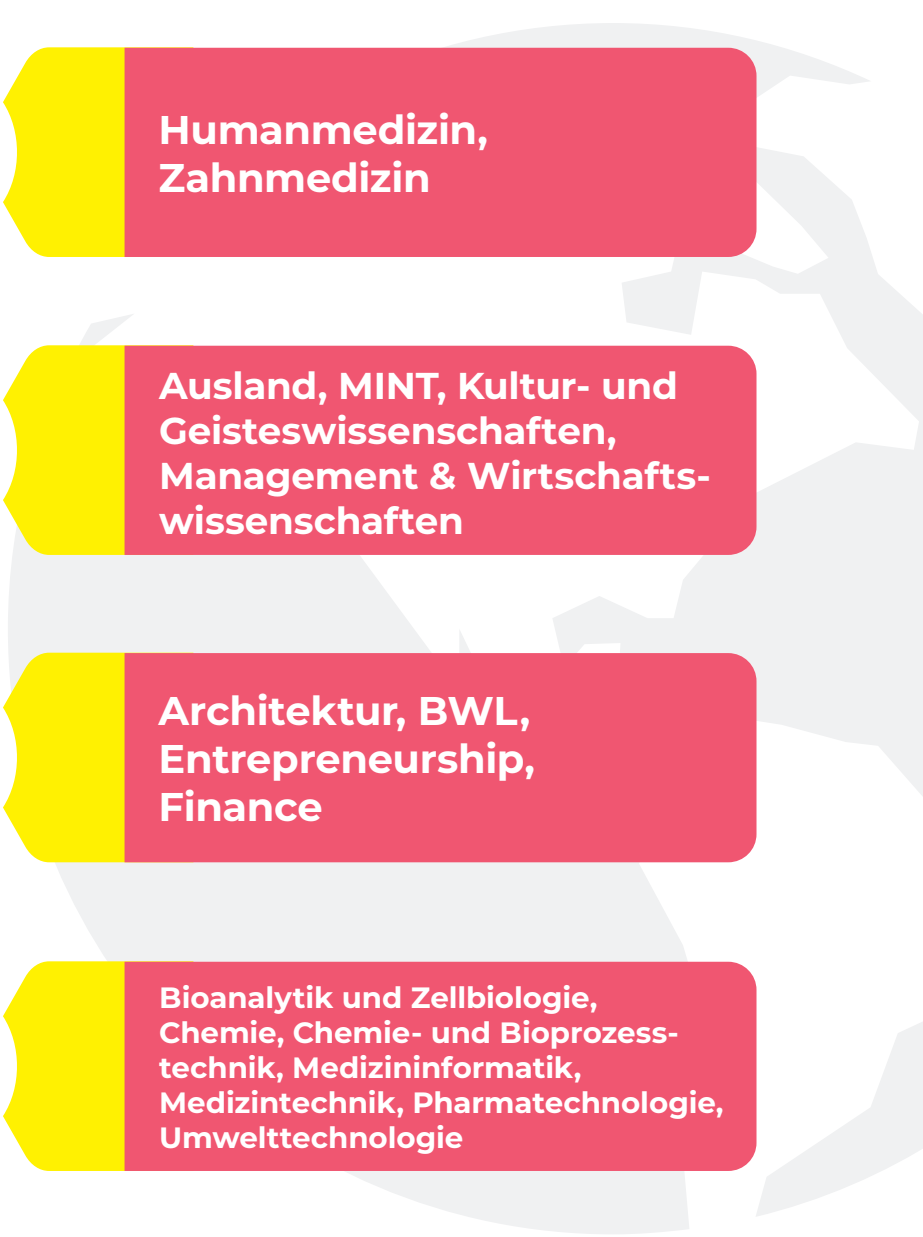 Humanmedizin,
Zahnmedizin
Ausland, MINT, Kultur- und
Geisteswissenschaften,
Management & Wirtschafts-
wissenschaften
Architektur, BWL,
Entrepreneurship,
Finance
Bioanalytik und Zellbiologie,
Chemie, Chemie- und Bioprozess-
technik, Medizininformatik,
Medizintechnik, Pharmatechnologie,
Umwelttechnologie